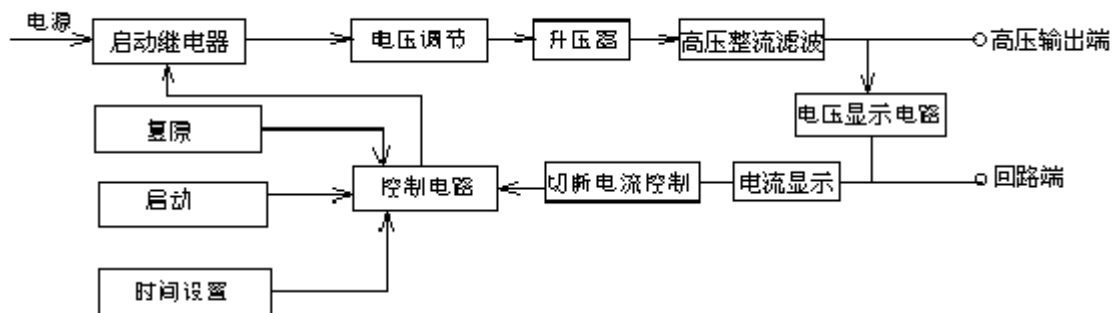 电源
启动继电器
电压调节
升压器
高压整流滤波
高压输出端
电压显示电路
复原
控制电路
切断电流控制
电流显示
回路端
启动
时间设置